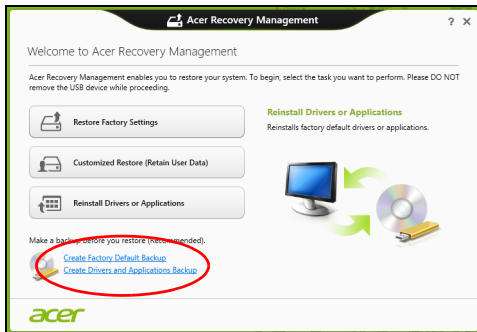 Acer Recovery Management
? X
Welcome to Acer Recovery Management
Acer Recovery Management enables you to restore your system. To begin, select the task you want to perform. Please DO NOT
remove the USB device while proceeding.
Restore Factory Settings
Customized Restore (Retain User Data)
Reinstall Drivers or Applications
Reinstall Drivers or Applications
Reinstalls factory default drivers or applications.
Make a backup before you restore (Recommended).
Create Factory Default Backup
Create Drivers and Applications Backup
acer